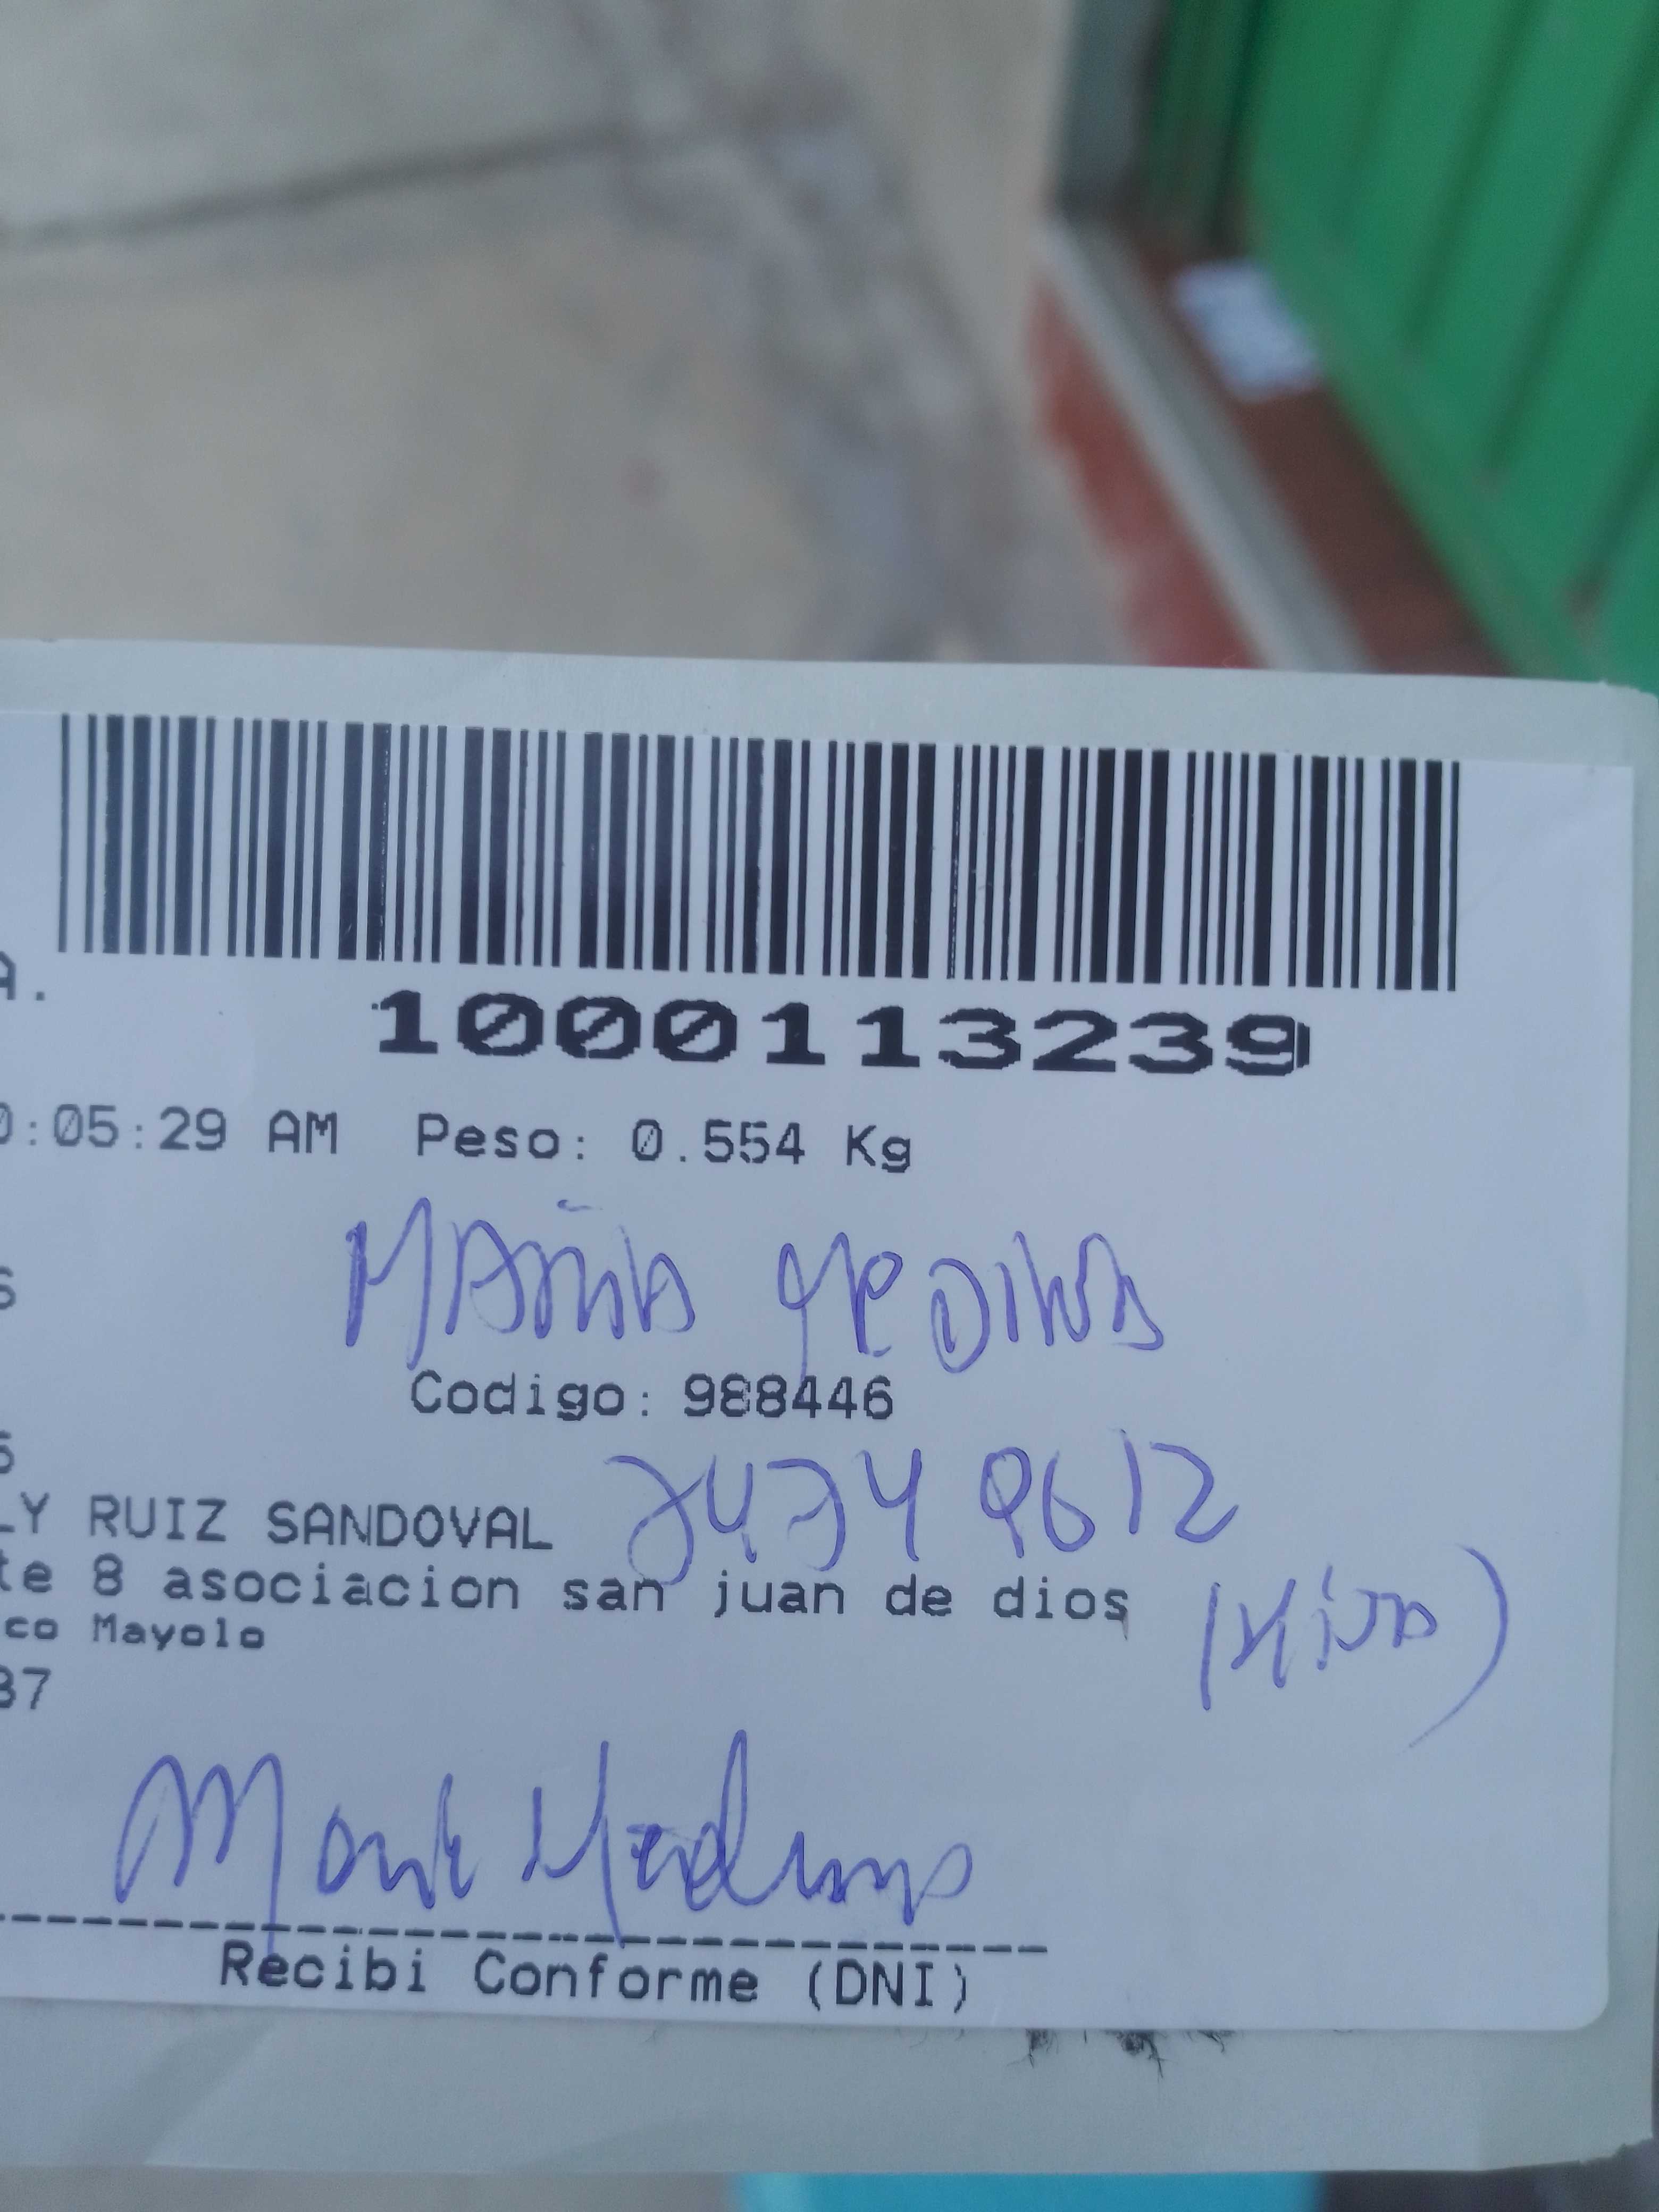 A.
1000113239
0:05:29 AM Peso: 0.554 Kg
S
MARIA MEDINA
Codigo: 988446
5
LY RUIZ SANDOVAL
te 8 asociacion san juan de dios
co Mayolo
37
Recibi Conforme (DNI)